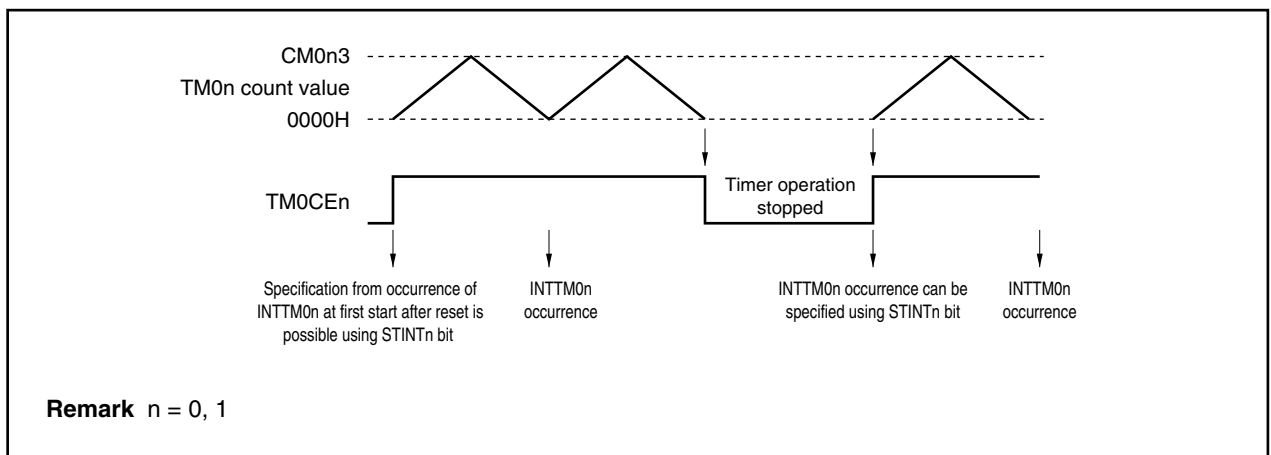 CM0n3
TM0n count value
0000H
TM0CEn
Timer operation
stopped
Specification from occurrence of
INTTM0n at first start after reset is
possible using STINTn bit
INTTM0n
occurrence
INTTM0n occurrence can be
specified using STINTn bit
INTTM0n
occurrence
Remark n = 0, 1